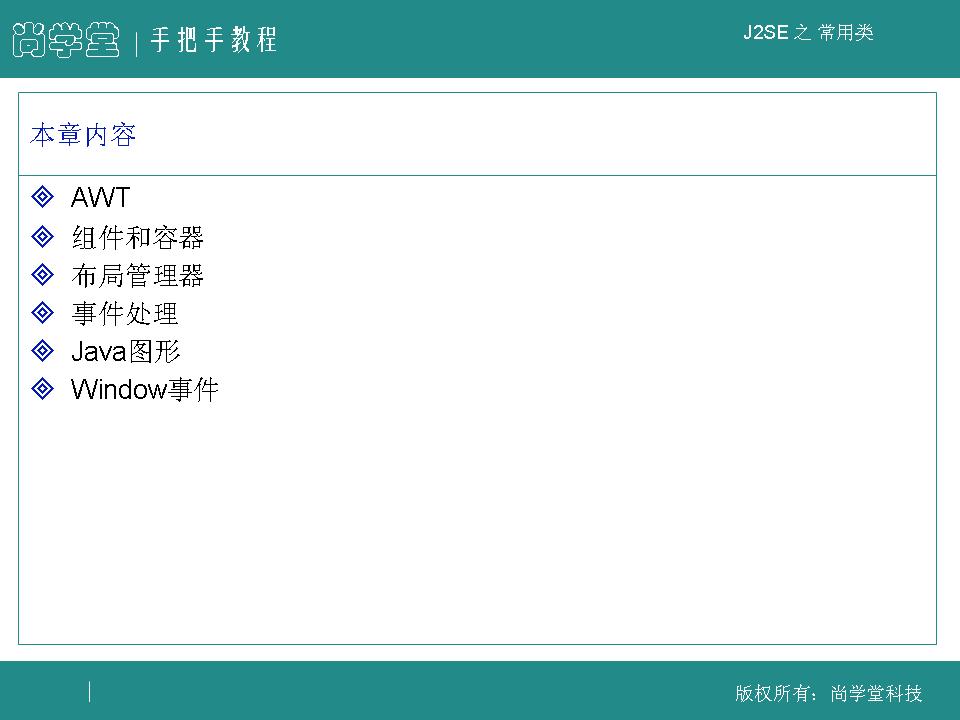 尚学堂 | 手把手教程
J2SE 之 常用类
本章内容
AWT
组件和容器
布局管理器
事件处理
Java图形
Window事件
版权所有：尚学堂科技